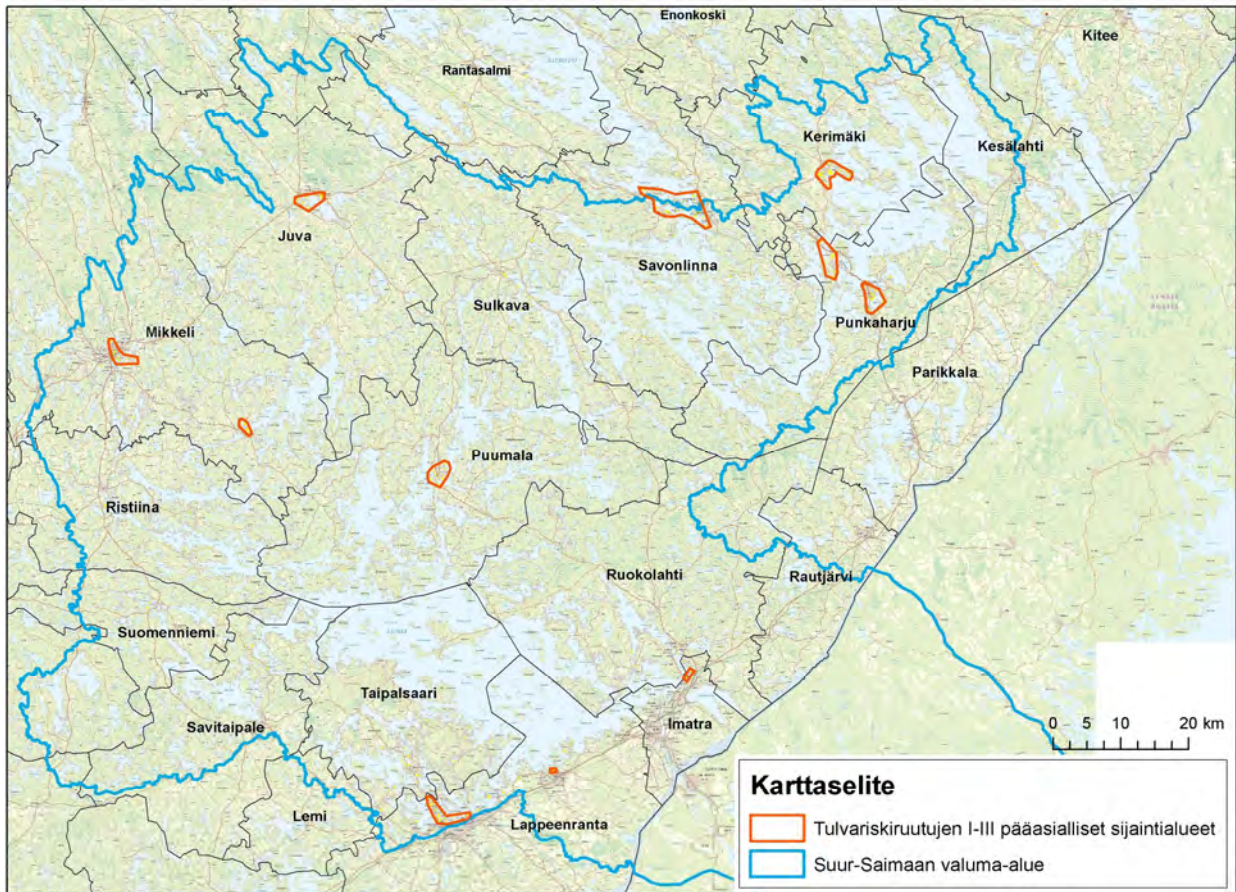 Enonkoski
Kitee
Rantasalmi
Kerimäki
Kesälahti
Juva
Savonlinna
Sulkava
Punkaharju
Mikkeli
Parikkala
Puumala
Ristiina
Ruokolahti
Rautjärvi
Suomenniemi
Taipalsaari
Imatra
Savitaipale
0 5 10 20 km
Lemi
Lappeenranta
Karttaselite
Tulvariskiruutujen I-III pääasialliset sijaintialueet
Suur-Saimaan valuma-alue